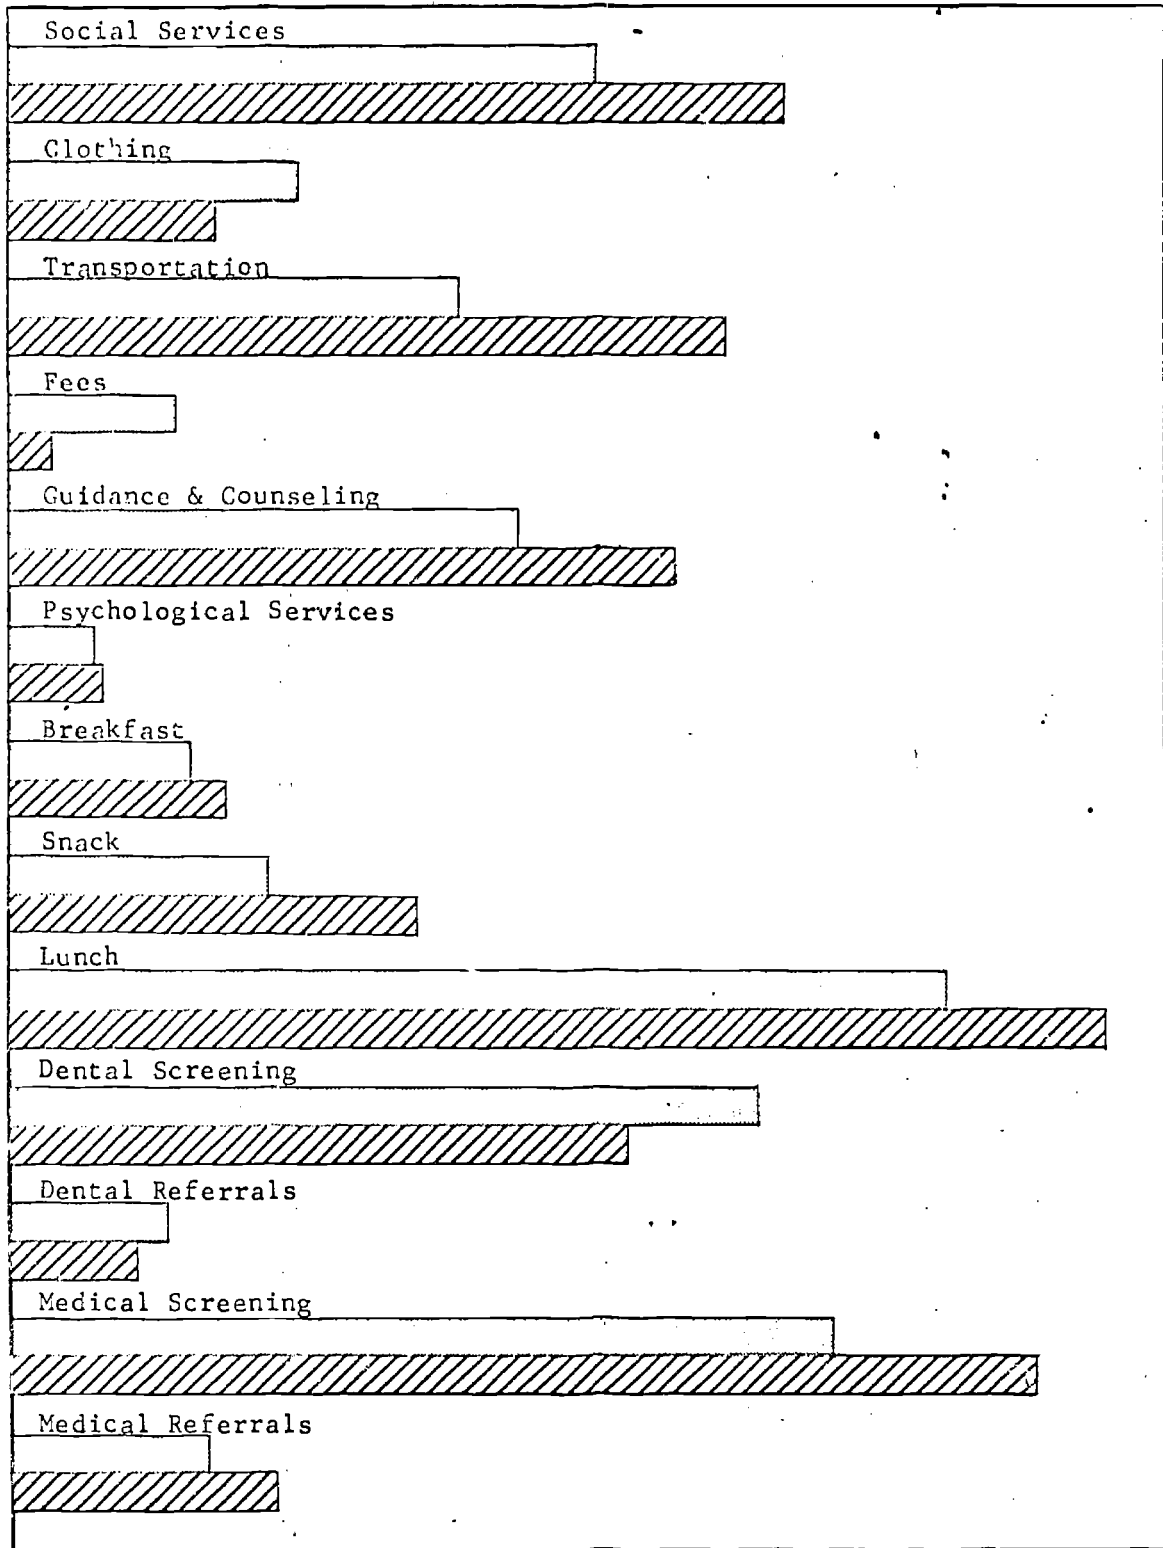 Social Services
Clothing
Transportation
Fees
Guidance & Counseling
Psychological Services
Breakfast
Snack
Lunch
Dental Screening
Dental Referrals
Medical Screening
Medical Referrals